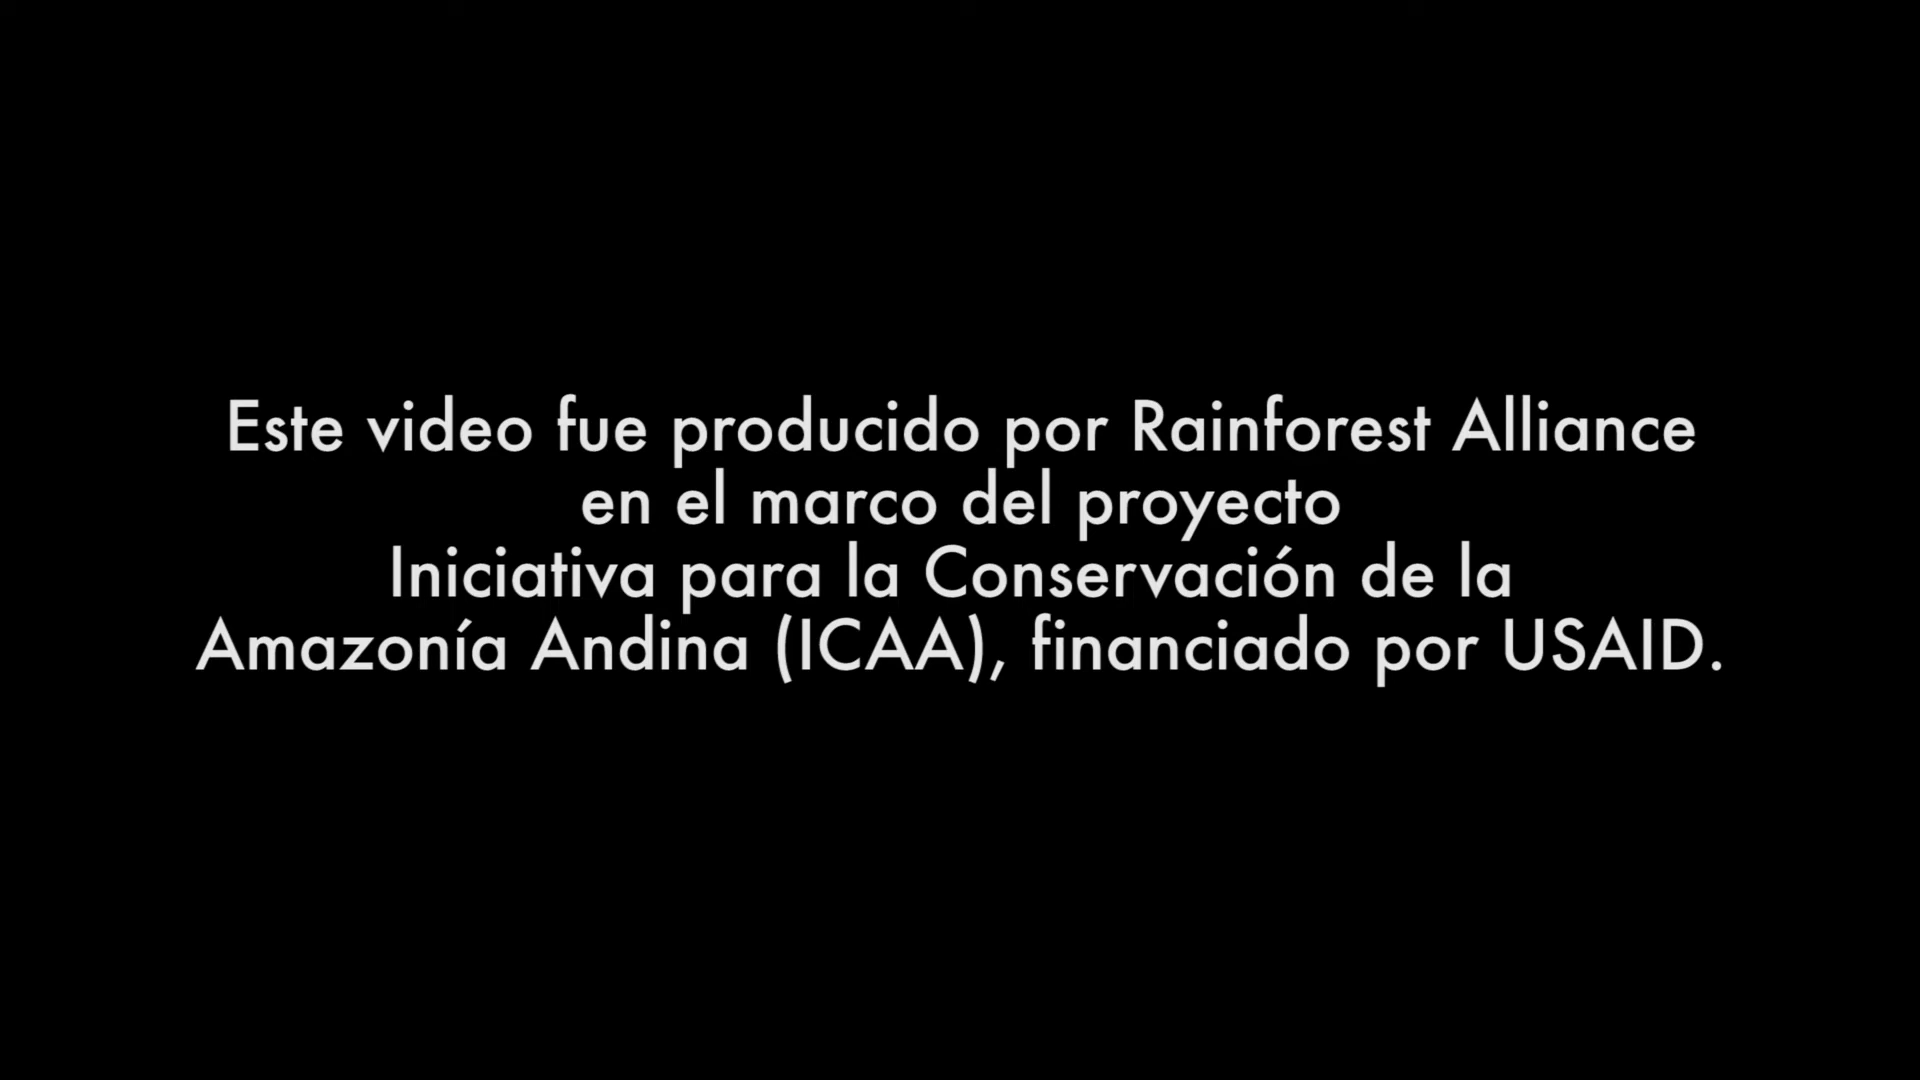 Este video fue producido por Rainforest Alliance
en el marco del proyecto
Iniciativa para la Conservación de la
Amazonía Andina (ICAA), financiado por USAID.